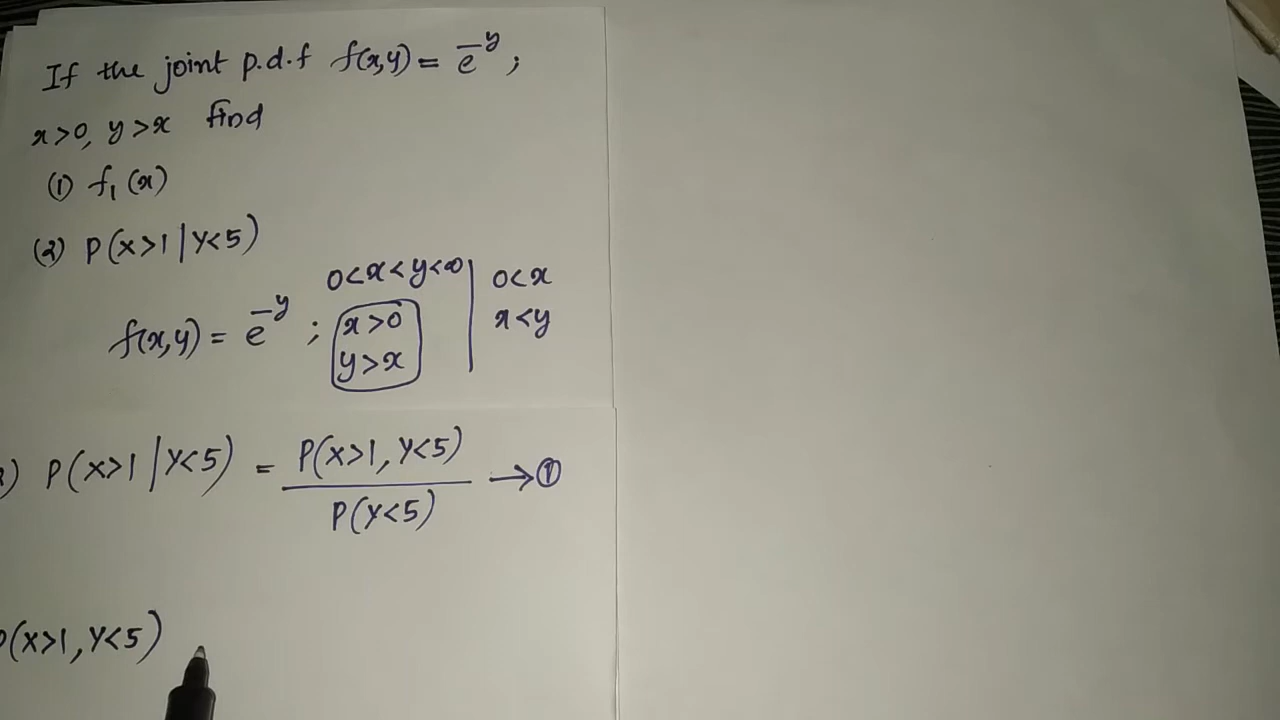 If the joint p.d.f f(x,y) = e^-y ;
x>0, y>x find
(1) f₁(x)
(2) P(X>1 | Y<5)
0<x<y<∞ | 0<x
f(x,y) = e^-y ; x>0 | x<y
y>x
) P(X>1 | Y<5) = P(X>1, Y<5) / P(Y<5) → ①
P(X>1, Y<5)